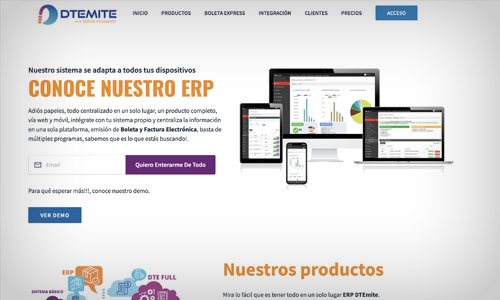 DTEMITE
INICIO PRODUCTOS BOLETA EXPRESS INTEGRACIÓN CLIENTES PRECIOS ACCESO
Nuestro sistema se adapta a todos tus dispositivos
CONOCE NUESTRO ERP
Adiós papeles, todo centralizado en un solo lugar, un producto completo,
vía web y móvil, intégrate con tu sistema propio y centraliza la información
en una sola plataforma, emisión de Boleta y Factura Electrónica, basta de
múltiples programas, sabemos que es lo que estás buscando!.
Email
Quiero Enterarme De Todo
Para qué esperar más!!!, conoce nuestro demo.
VER DEMO
ERP
DTE FULL
SISTEMA BÁSICO
Nuestros productos
Mira lo fácil que es tener todo en un solo lugar ERP DTEmite.